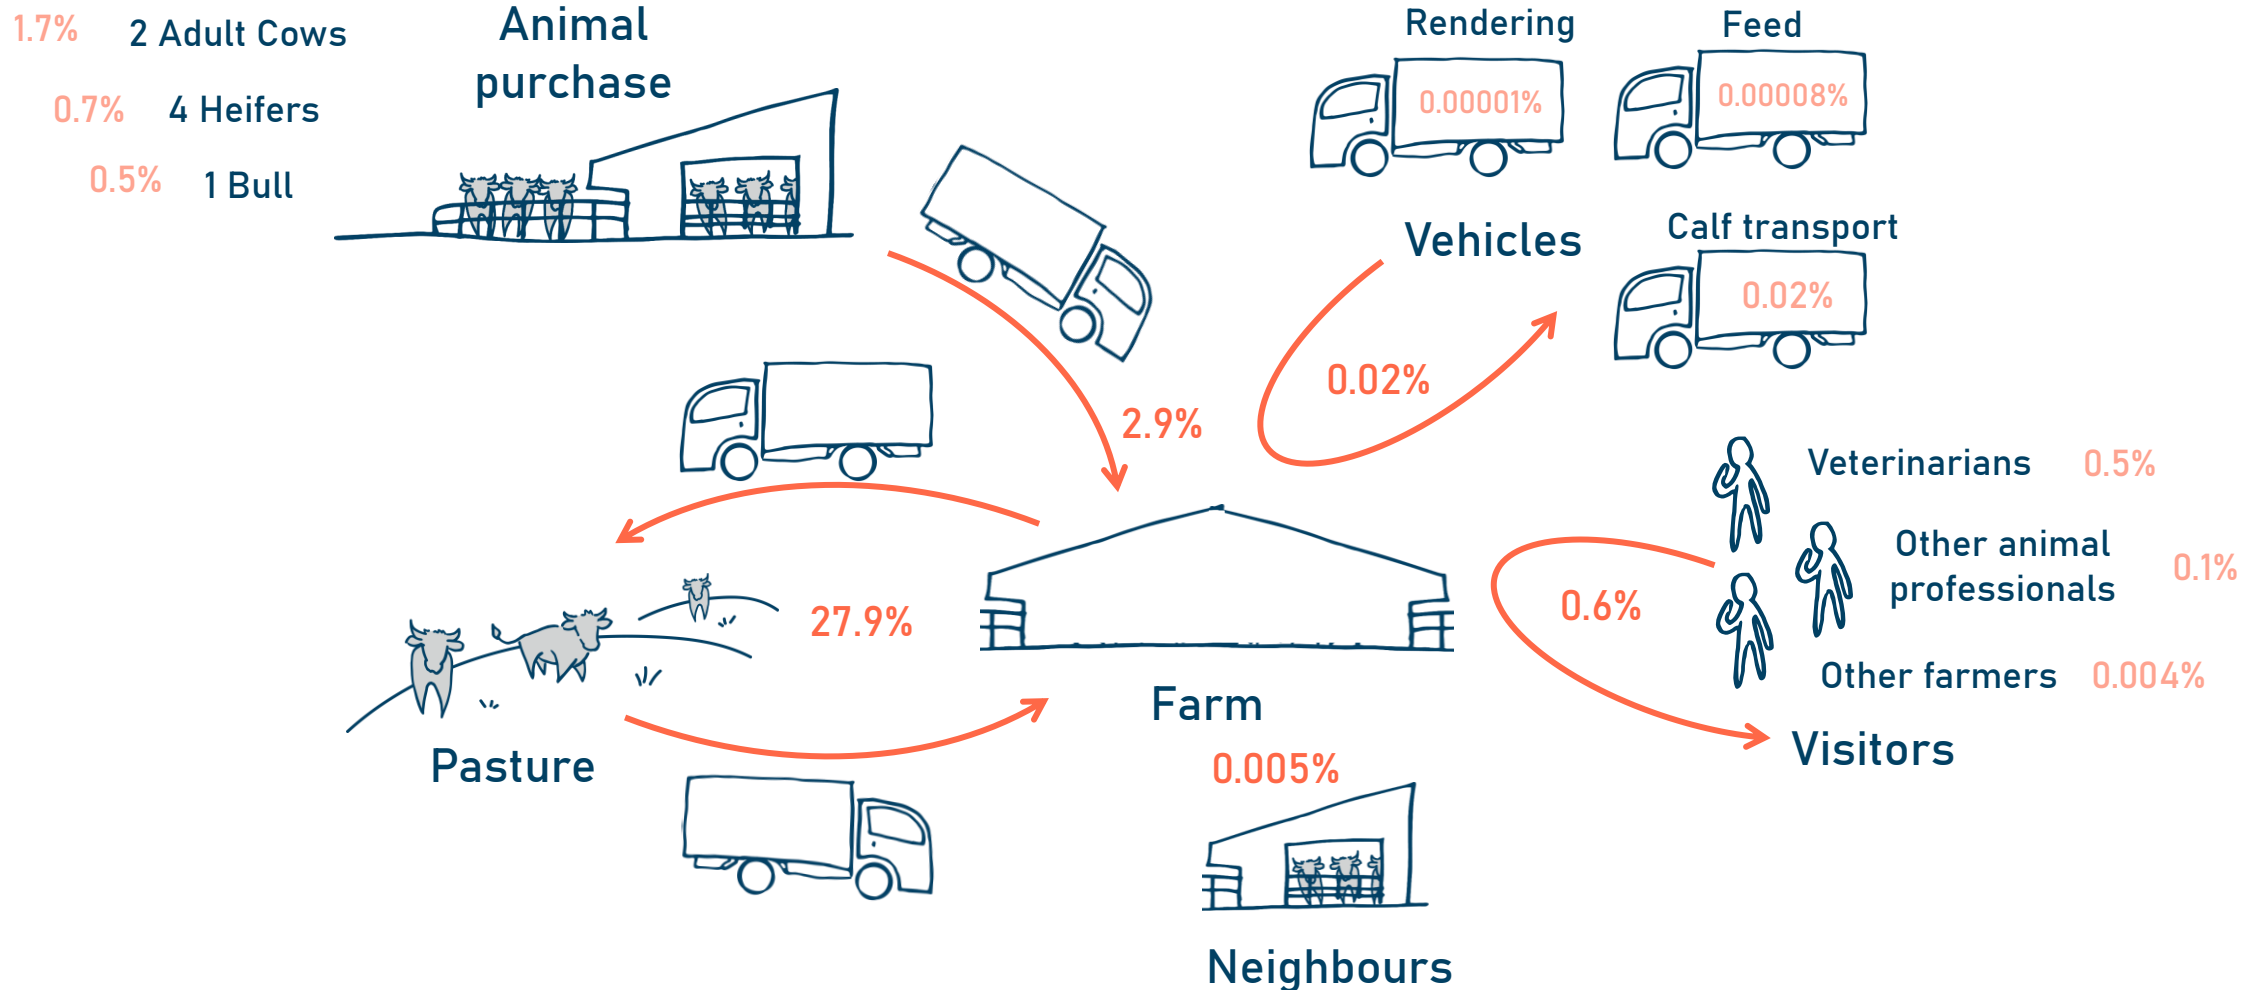 Animal
purchase
1.7% 2 Adult Cows
0.7% 4 Heifers
0.5% 1 Bull
2.9%
Rendering
0.00001%
Feed
0.00008%
Vehicles
Calf transport
0.02%
0.02%
27.9%
Pasture
Farm
0.005%
Neighbours
Veterinarians 0.5%
Other animal
professionals
0.1%
Other farmers 0.004%
0.6%
Visitors